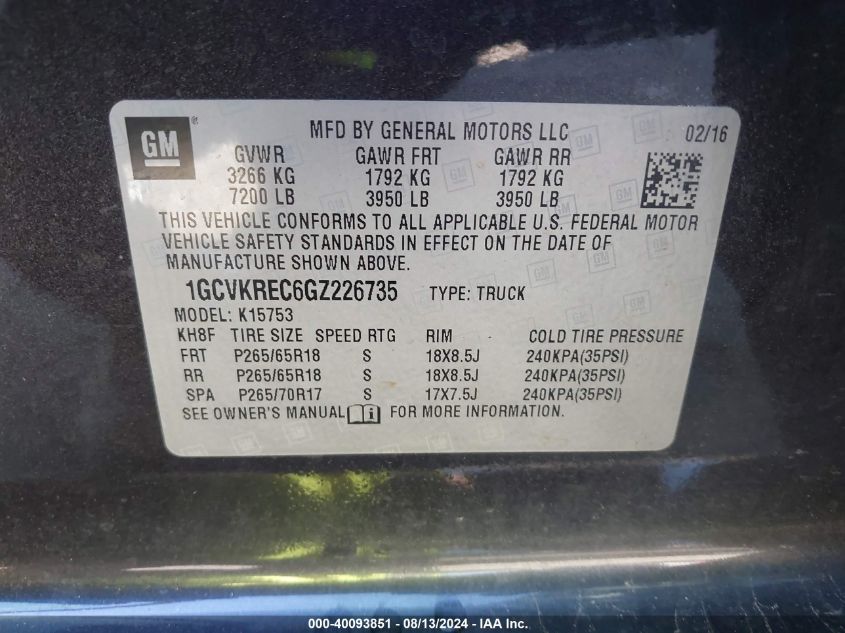 GM®
MFD BY GENERAL MOTORS LLC 02/16
GVWR GAWR FRT GAWR RR
3266 KG 1792 KG 1792 KG
7200 LB 3950 LB 3950 LB
THIS VEHICLE CONFORMS TO ALL APPLICABLE U.S. FEDERAL MOTOR
VEHICLE SAFETY STANDARDS IN EFFECT ON THE DATE OF
MANUFACTURE SHOWN ABOVE.
1GCVKREC6GZ226735 TYPE: TRUCK
MODEL: K15753
KH8F TIRE SIZE SPEED RTG RIM COLD TIRE PRESSURE
FRT P265/65R18 S 18X8.5J 240KPA(35PSI)
RR P265/65R18 S 18X8.5J 240KPA(35PSI)
SPA P265/70R17 S 17X7.5J 240KPA(35PSI)
SEE OWNER'S MANUAL FOR MORE INFORMATION.
000-40093851 - 08/13/2024 - IAA Inc.